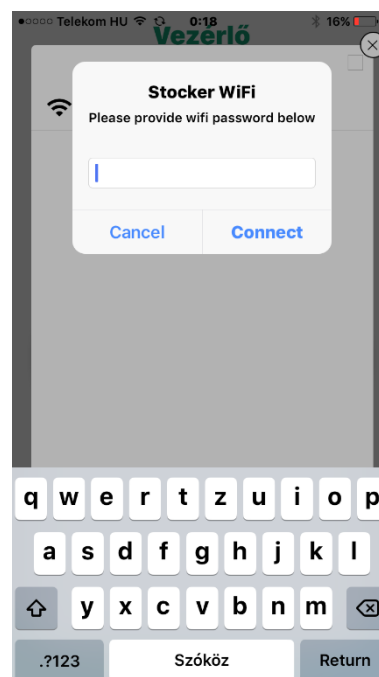 ●○○○○ Telekom HU 0:18 16%
Vezérlő
Stocker WiFi
Please provide wifi password below
Cancel Connect
q w e r t z u i o p
a s d f g h j k l
y x c v b n m
.?123 Szóköz Return